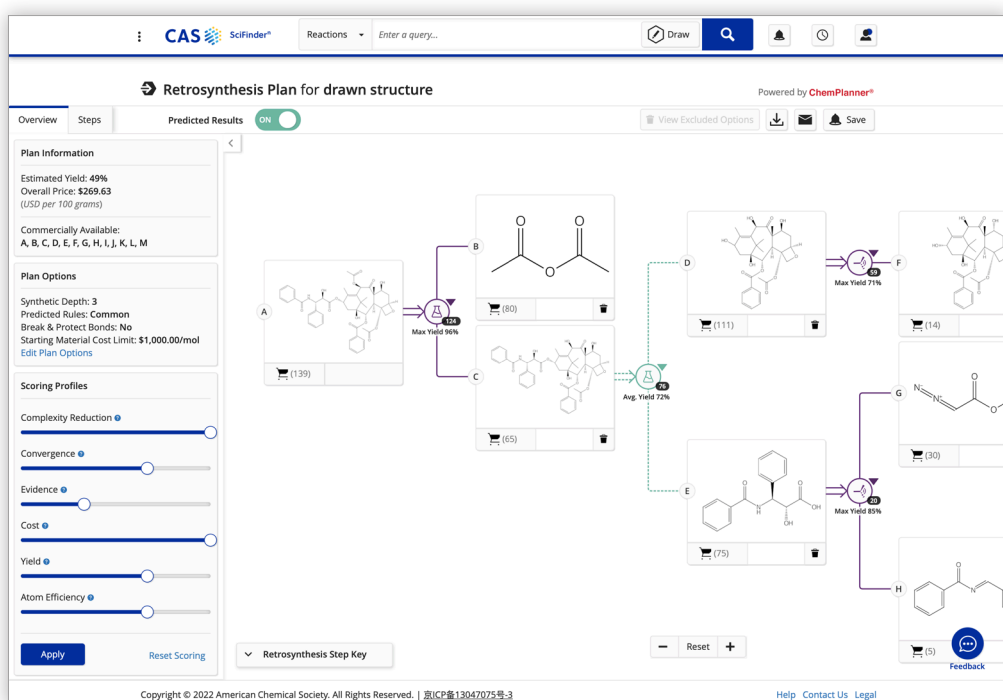 CAS SciFinder®
Reactions
Enter a query...
Draw
Retrosynthesis Plan for drawn structure
Powered by ChemPlanner®
Overview
Steps
Predicted Results
ON
View Excluded Options
Save
Plan Information
Estimated Yield: 49%
Overall Price: $269.63
(USD per 100 grams)
Commercially Available:
A, B, C, D, E, F, G, H, I, J, K, L, M
Plan Options
Synthetic Depth: 3
Predicted Rules: Common
Break & Protect Bonds: No
Starting Material Cost Limit: $1,000.00/mol
Edit Plan Options
Scoring Profiles
Complexity Reduction ?
Convergence ?
Evidence ?
Cost ?
Yield ?
Atom Efficiency ?
Apply
Reset Scoring
A
(139)
124
Max Yield 96%
B
O
O
O
(80)
C
(65)
76
Avg. Yield 72%
D
(111)
59
Max Yield 71%
F
(14)
E
O
O
OH
N
H
OH
(75)
20
Max Yield 85%
G
N
N+
O
O
(30)
H
O
N
(5)
Retrosynthesis Step Key
Reset
Feedback
Copyright © 2022 American Chemical Society. All Rights Reserved. | 京ICP备13047075号-3
Help Contact Us Legal